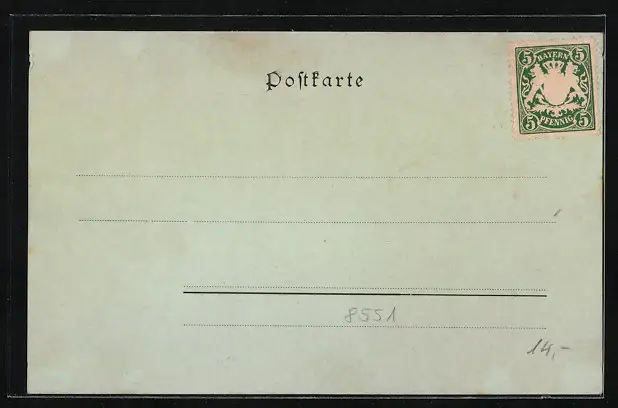 Poſtkarte
5 5
BAYERN
PFENNIG
5 5
8551
14,-